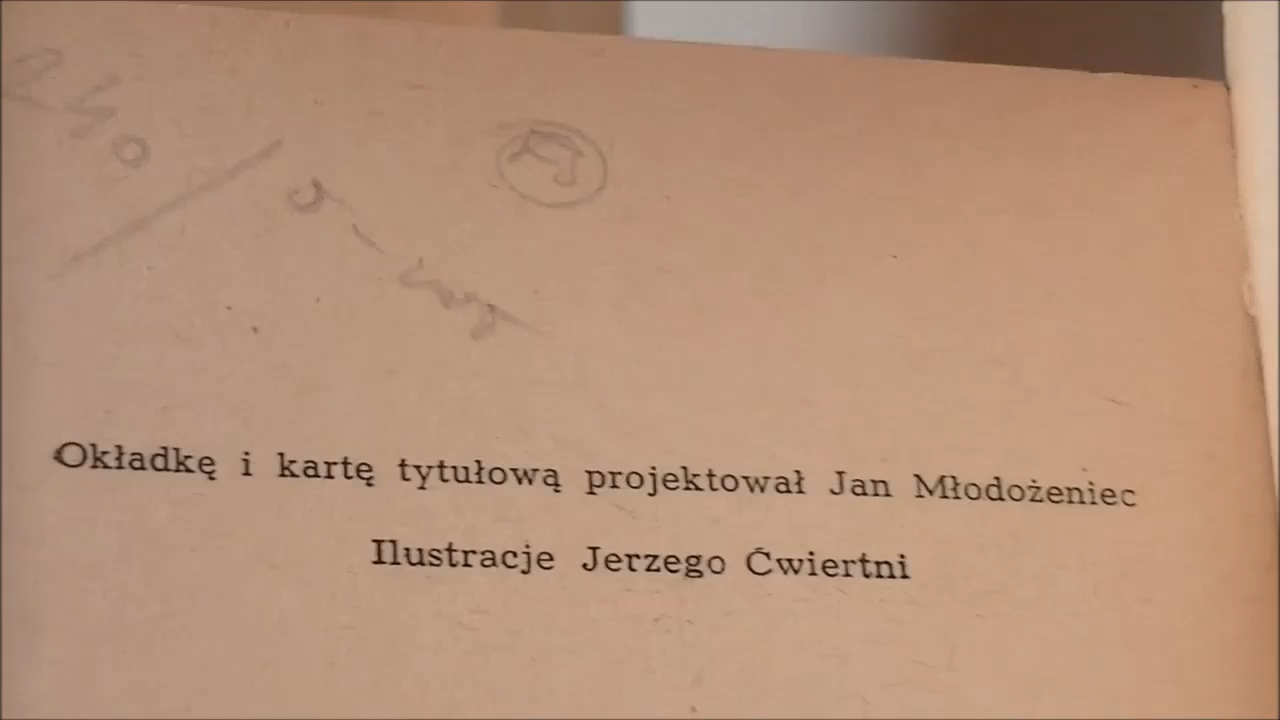 Okładkę i kartę tytułową projektował Jan Młodożeniec
Ilustracje Jerzego Ćwiertni